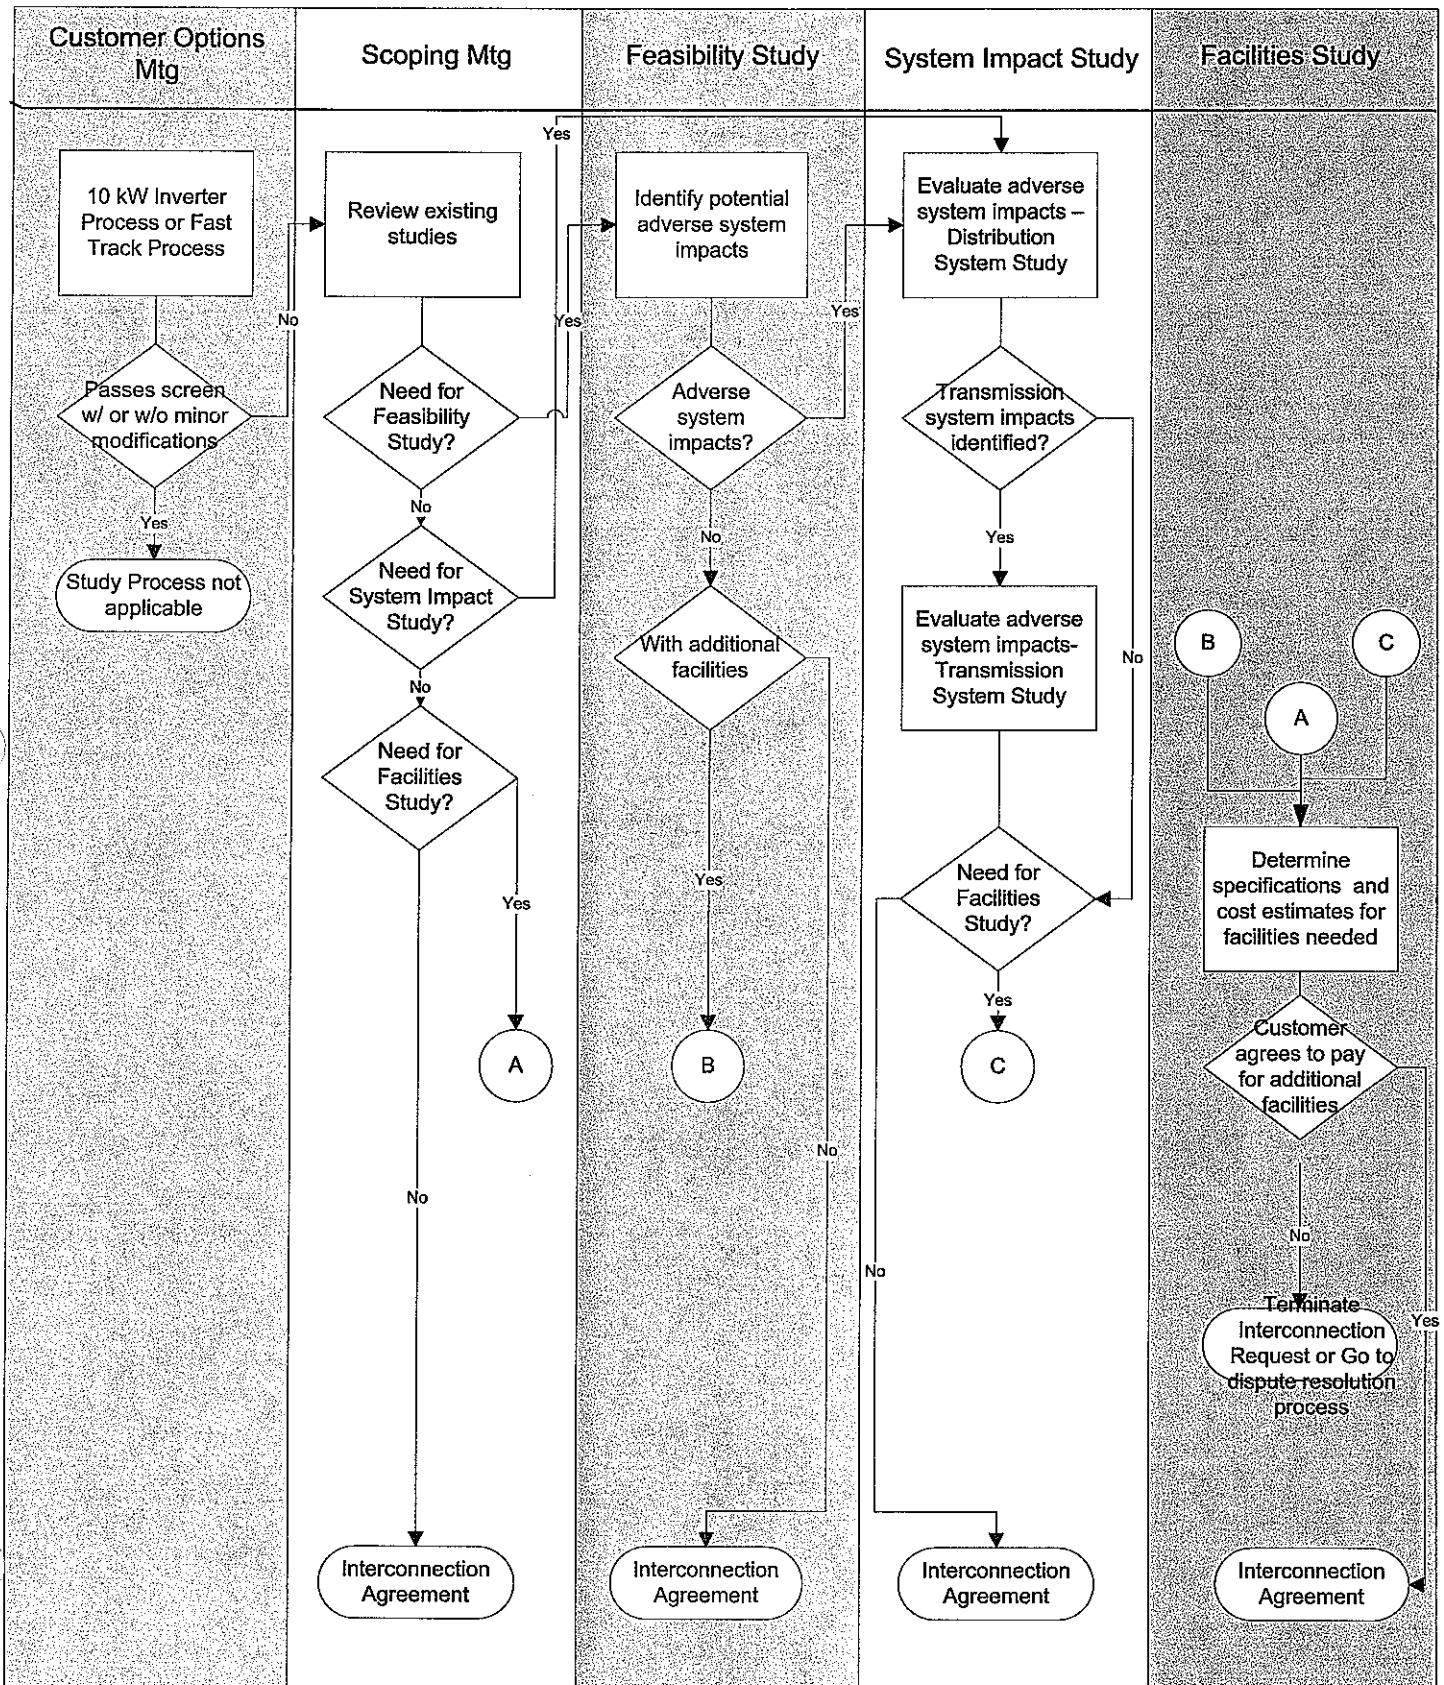 Customer Options
Mtg
Scoping Mtg
Feasibility Study
System Impact Study
Facilities Study
10 kW Inverter
Process or Fast
Track Process
No
Passes screen
w/ or w/o minor
modifications
Yes
Study Process not
applicable
Review existing
studies
Yes
Need for
Feasibility
Study?
Yes
No
Need for
System Impact
Study?
No
Need for
Facilities
Study?
Yes
A
No
Interconnection
Agreement
Identify potential
adverse system
impacts
Yes
Adverse
system
impacts?
No
With additional
facilities
Yes
B
No
Interconnection
Agreement
Evaluate adverse
system impacts –
Distribution
System Study
Transmission
system impacts
identified?
Yes
No
Evaluate adverse
system impacts-
Transmission
System Study
Need for
Facilities
Study?
Yes
C
No
Interconnection
Agreement
B
C
A
Determine
specifications and
cost estimates for
facilities needed
Customer
agrees to pay
for additional
facilities
No
Yes
Terminate
Interconnection
Request or Go to
dispute resolution
process
Interconnection
Agreement